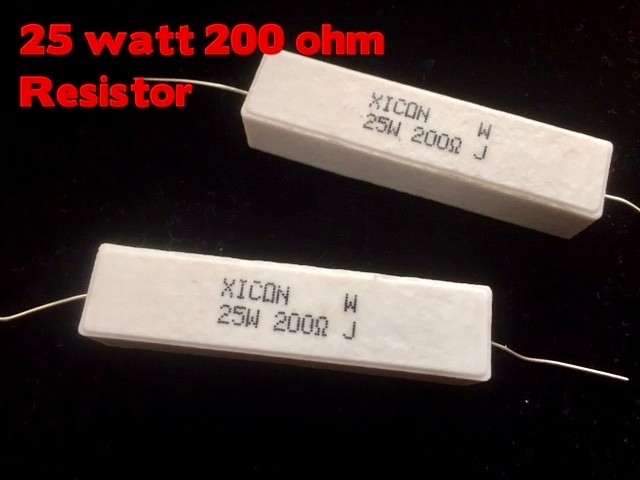 25 watt 200 ohm
Resistor
XICON W
25W 200Ω J
XICON W
25W 200Ω J